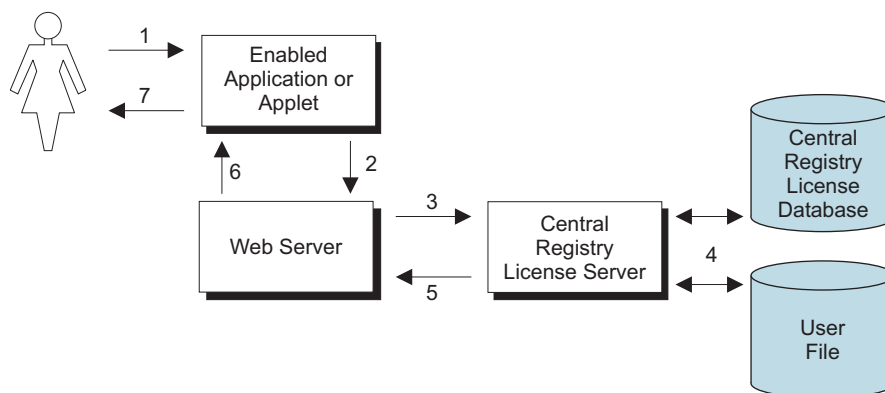 1
7
Enabled
Application or
Applet
6
2
Web Server
3
5
Central
Registry
License Server
4
Central
Registry
License
Database
User
File